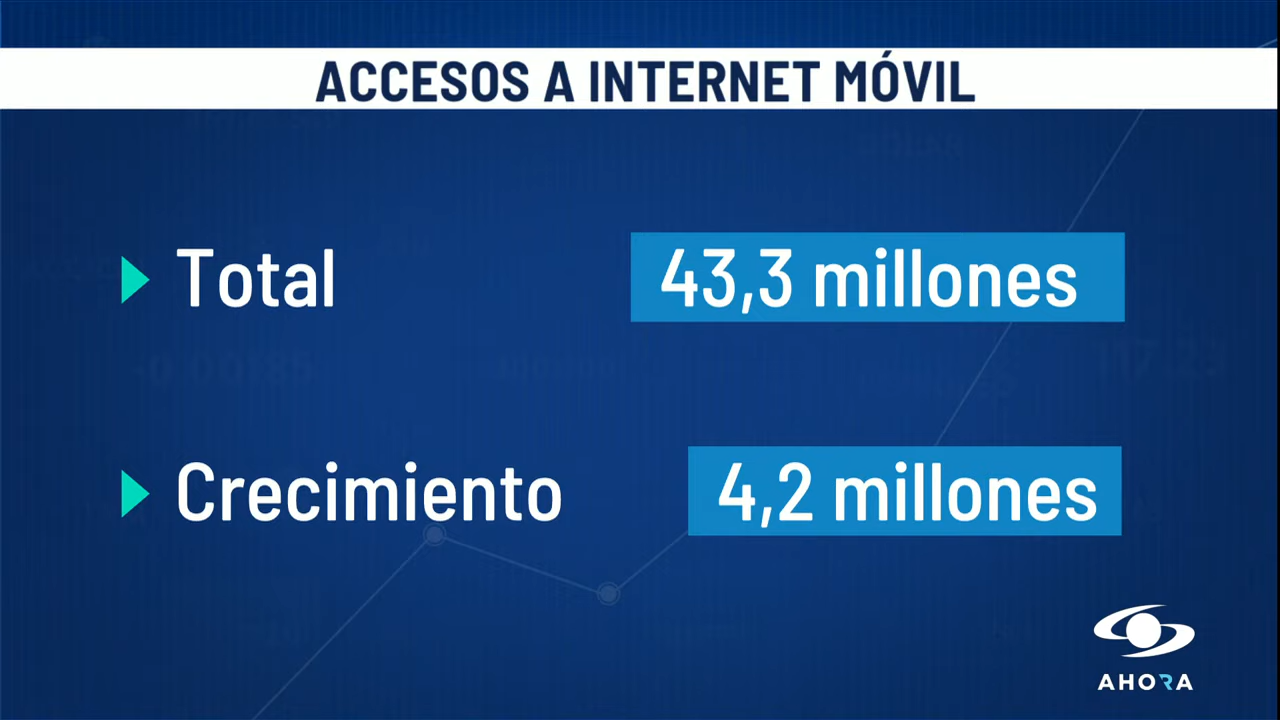 ACCESOS A INTERNET MÓVIL
Total 43,3 millones
Crecimiento 4,2 millones
AHORA